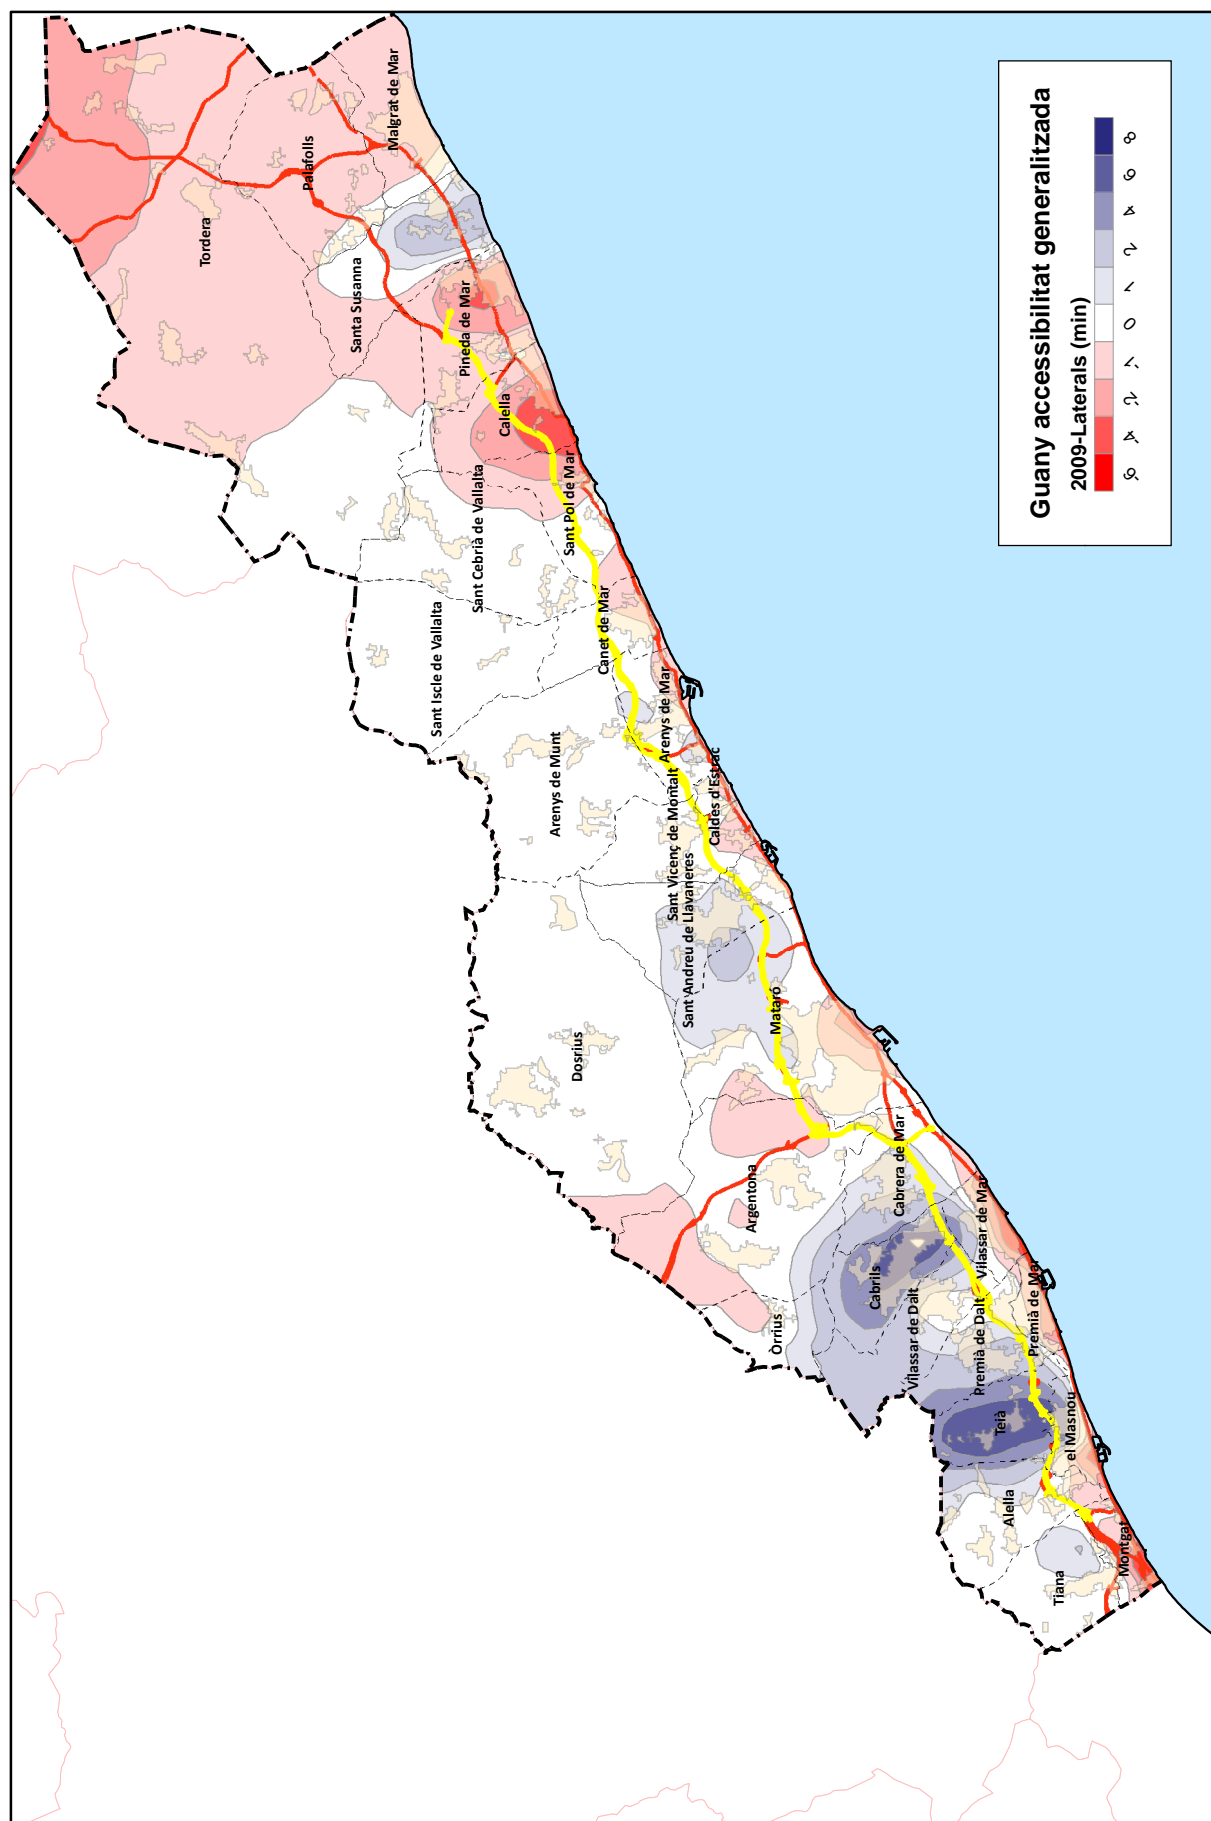 Guany accessibilitat generalitzada
2009-Laterals (min)
-6
-4
-2
-1
0
1
2
4
6
8
Tordera
Palafolls
Malgrat de Mar
Santa Susanna
Pineda de Mar
Calella
Sant Pol de Mar
Sant Cebrià de Vallalta
Sant Iscle de Vallalta
Canet de Mar
Arenys de Mar
Arenys de Munt
Caldes d'Estrac
Sant Vicenç de Montalt
Sant Andreu de Llavaneres
Dosrius
Mataró
Argentona
Cabrera de Mar
Òrrius
Cabrils
Vilassar de Mar
Vilassar de Dalt
Premià de Dalt
Premià de Mar
Teià
el Masnou
Alella
Tiana
Montgat